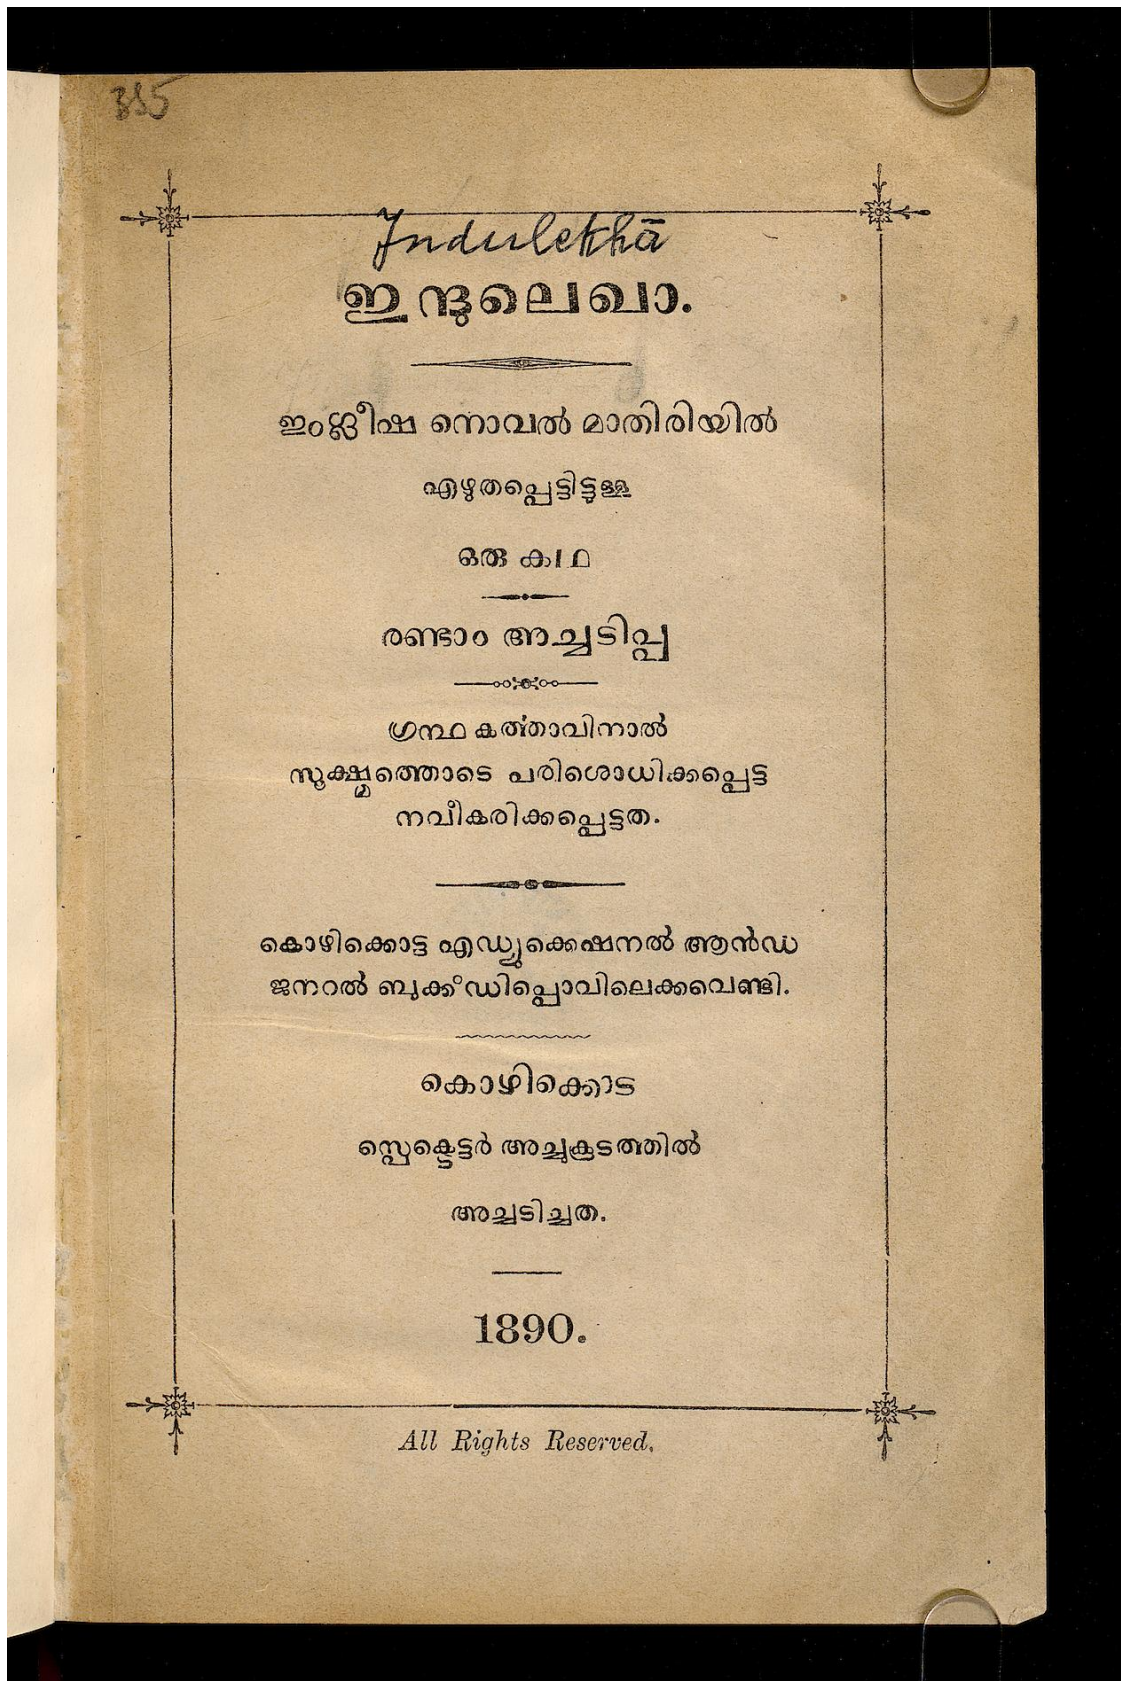 335
Indulekhā
ഇന്ദുലെഖാ.
ഇംഗ്ലീഷ നൊവൽ മാതിരിയിൽ
എഴുതപ്പെട്ടിട്ടുള്ള
ഒരു കഥ
രണ്ടാം അച്ചടിപ്പ
ഗ്രന്ഥകൎത്താവിനാൽ
സൂക്ഷ്മത്തൊടെ പരിശൊധിക്കപ്പെട്ട
നവീകരിക്കപ്പെട്ടത.
കൊഴിക്കൊട്ട എഡ്യുക്കെഷനൽ ആൻഡ
ജനറൽ ബുക്ക്ഡിപ്പൊവിലെക്കവെണ്ടി.
കൊഴിക്കൊട
സ്പെക്ടെട്ടർ അച്ചുകൂടത്തിൽ
അച്ചടിച്ചത.
1890.
All Rights Reserved.